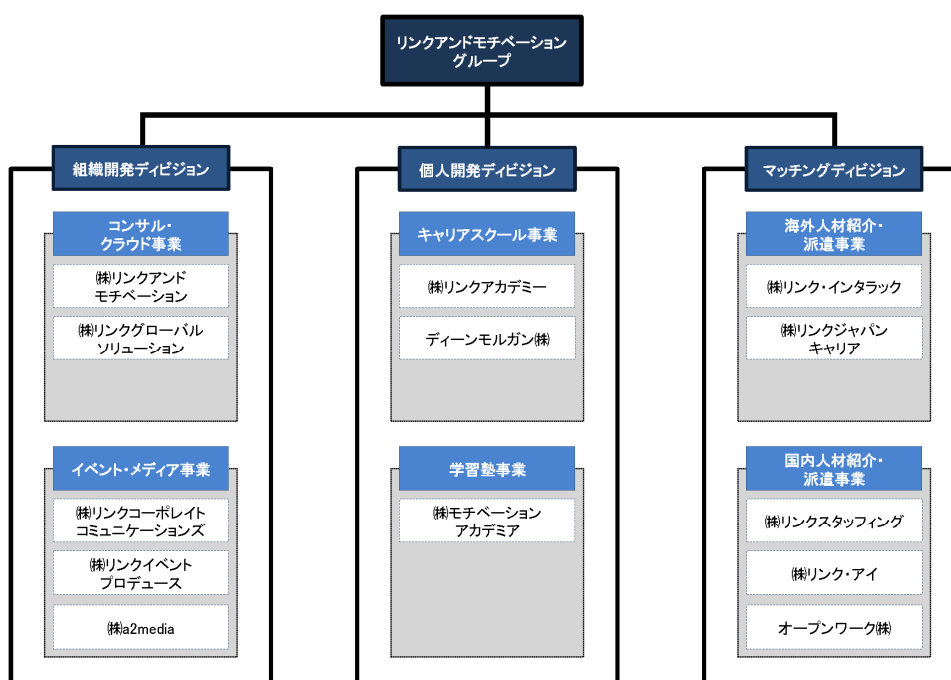 リンクアンドモチベーション
グループ
組織開発ディビジョン
コンサル・
クラウド事業
㈱リンクアンド
モチベーション
㈱リンクグローバル
ソリューション
イベント・メディア事業
㈱リンクコーポレイト
コミュニケーションズ
㈱リンクイベント
プロデュース
㈱a2media
個人開発ディビジョン
キャリアスクール事業
㈱リンクアカデミー
ディーンモルガン㈱
学習塾事業
㈱モチベーション
アカデミア
マッチングディビジョン
海外人材紹介・
派遣事業
㈱リンク・インタラック
㈱リンクジャパン
キャリア
国内人材紹介・
派遣事業
㈱リンクスタッフィング
㈱リンク・アイ
オープンワーク㈱